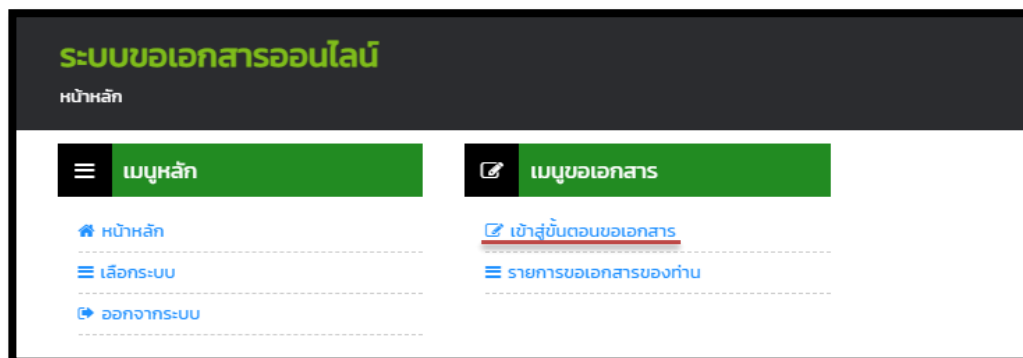 ระบบขอเอกสารออนไลน์
หน้าหลัก
เมนูหลัก
หน้าหลัก
เลือกระบบ
ออกจากระบบ
เมนูขอเอกสาร
เข้าสู่ขั้นตอนขอเอกสาร
รายการขอเอกสารของท่าน